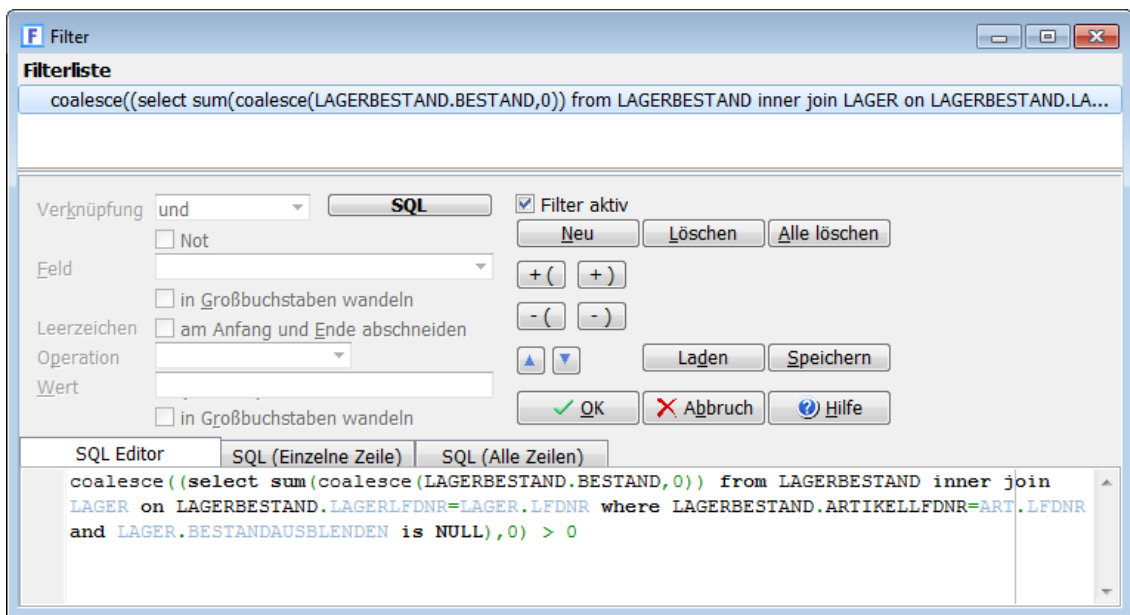 F Filter
Filterliste
coalesce((select sum(coalesce(LAGERBESTAND.BESTAND,0)) from LAGERBESTAND inner join LAGER on LAGERBESTAND.LA...
Verknüpfung und SQL Filter aktiv
Not Neu Löschen Alle löschen
Feld + ( + )
in Großbuchstaben wandeln
Leerzeichen am Anfang und Ende abschneiden - ( - )
Operation Laden Speichern
Wert
in Großbuchstaben wandeln OK Abbruch Hilfe
SQL Editor SQL (Einzelne Zeile) SQL (Alle Zeilen)
coalesce((select sum(coalesce(LAGERBESTAND.BESTAND,0)) from LAGERBESTAND inner join
LAGER on LAGERBESTAND.LAGERLFDNR=LAGER.LFDNR where LAGERBESTAND.ARTIKELLFDNR=ART.LFDNR
and LAGER.BESTANDAUSBLENDEN is NULL),0) > 0